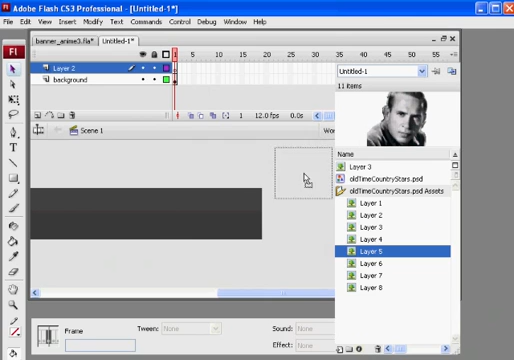 Adobe Flash CS3 Professional - [Untitled-1*]
File Edit View Insert Modify Text Commands Control Debug Window Help
banner_anime3.fla* Untitled-1*
1 5 10 15 20 25 30 35 40 45 50 55
Layer 2
background
1 12.0 fps 0.0s
Scene 1
Untitled-1
11 items
Name
Layer 3
oldTimeCountryStars.psd
oldTimeCountryStars.psd Assets
Layer 1
Layer 2
Layer 3
Layer 4
Layer 5
Layer 6
Layer 7
Layer 8
Frame
Tween: None
Sound: None
Effect: None